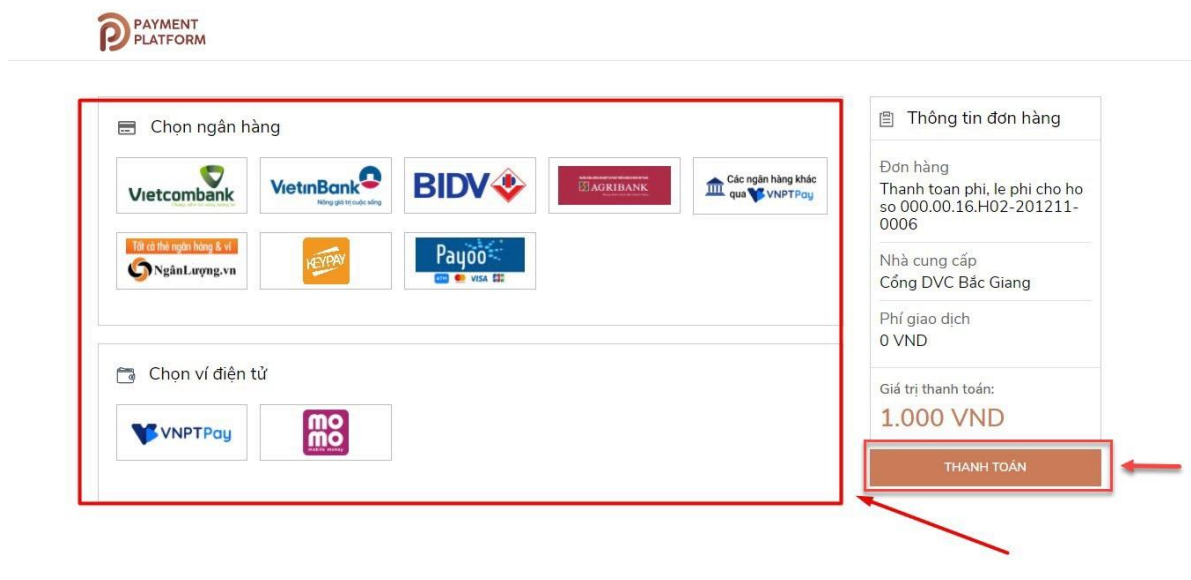 PAYMENT
PLATFORM
Chọn ngân hàng
Vietcombank
VietinBank
Nâng giá trị cuộc sống
BIDV
AGRIBANK
Các ngân hàng khác
qua VNPTPay
Tất cả thẻ ngân hàng & ví
NgânLượng.vn
KEYPAY
Payoo
ATM
VISA
JCB
Chọn ví điện tử
VNPTPay
mo
mo
mobile money
Thông tin đơn hàng
Đơn hàng
Thanh toan phi, le phi cho ho
so 000.00.16.H02-201211-
0006
Nhà cung cấp
Cổng DVC Bắc Giang
Phí giao dịch
0 VND
Giá trị thanh toán:
1.000 VND
THANH TOÁN